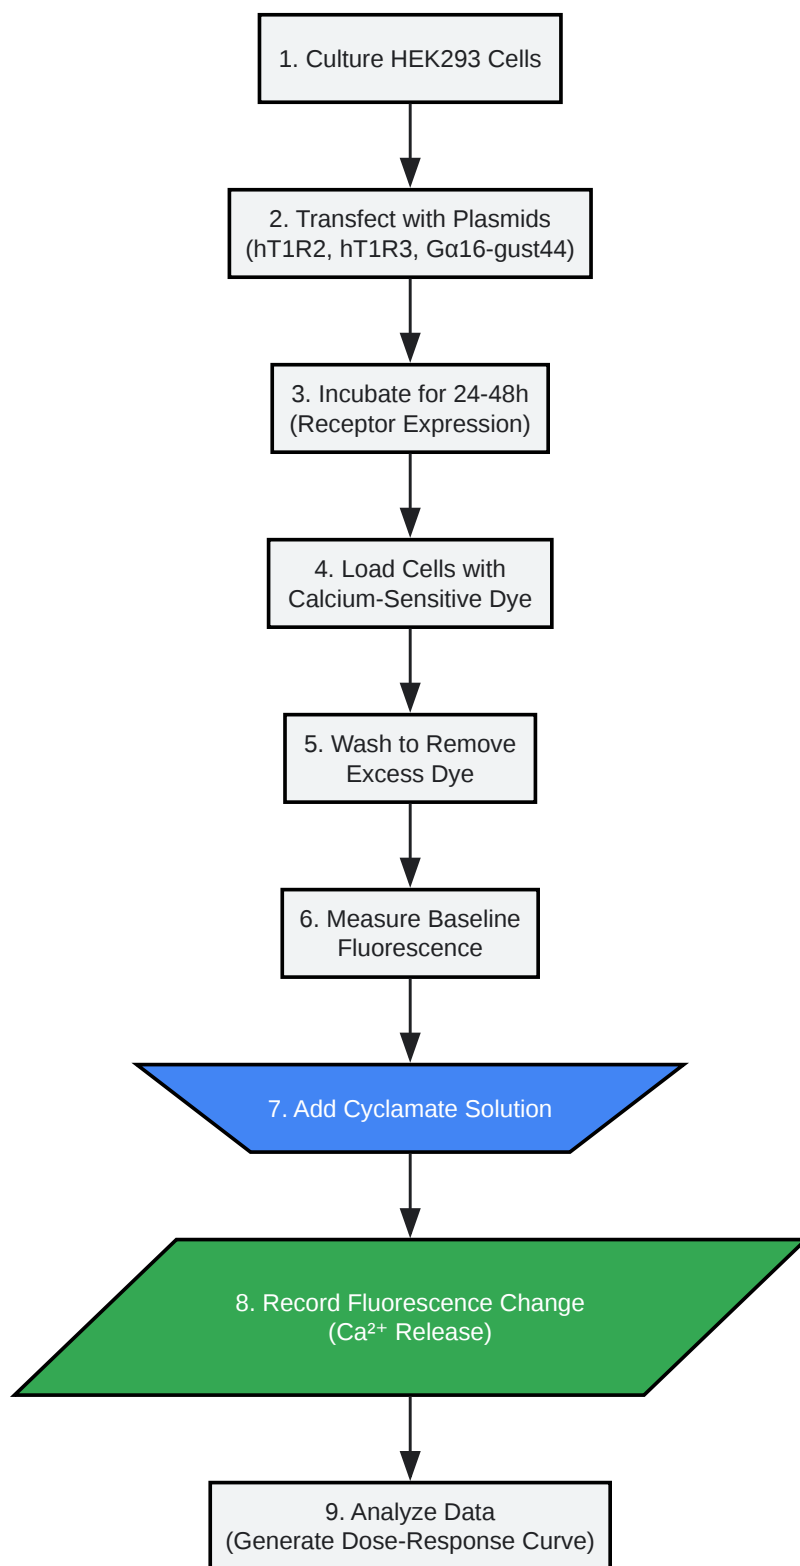 1. Culture HEK293 Cells
2. Transfect with Plasmids
(hT1R2, hT1R3, Gα16-gust44)
3. Incubate for 24-48h
(Receptor Expression)
4. Load Cells with
Calcium-Sensitive Dye
5. Wash to Remove
Excess Dye
6. Measure Baseline
Fluorescence
7. Add Cyclamate Solution
8. Record Fluorescence Change
(Ca²⁺ Release)
9. Analyze Data
(Generate Dose-Response Curve)